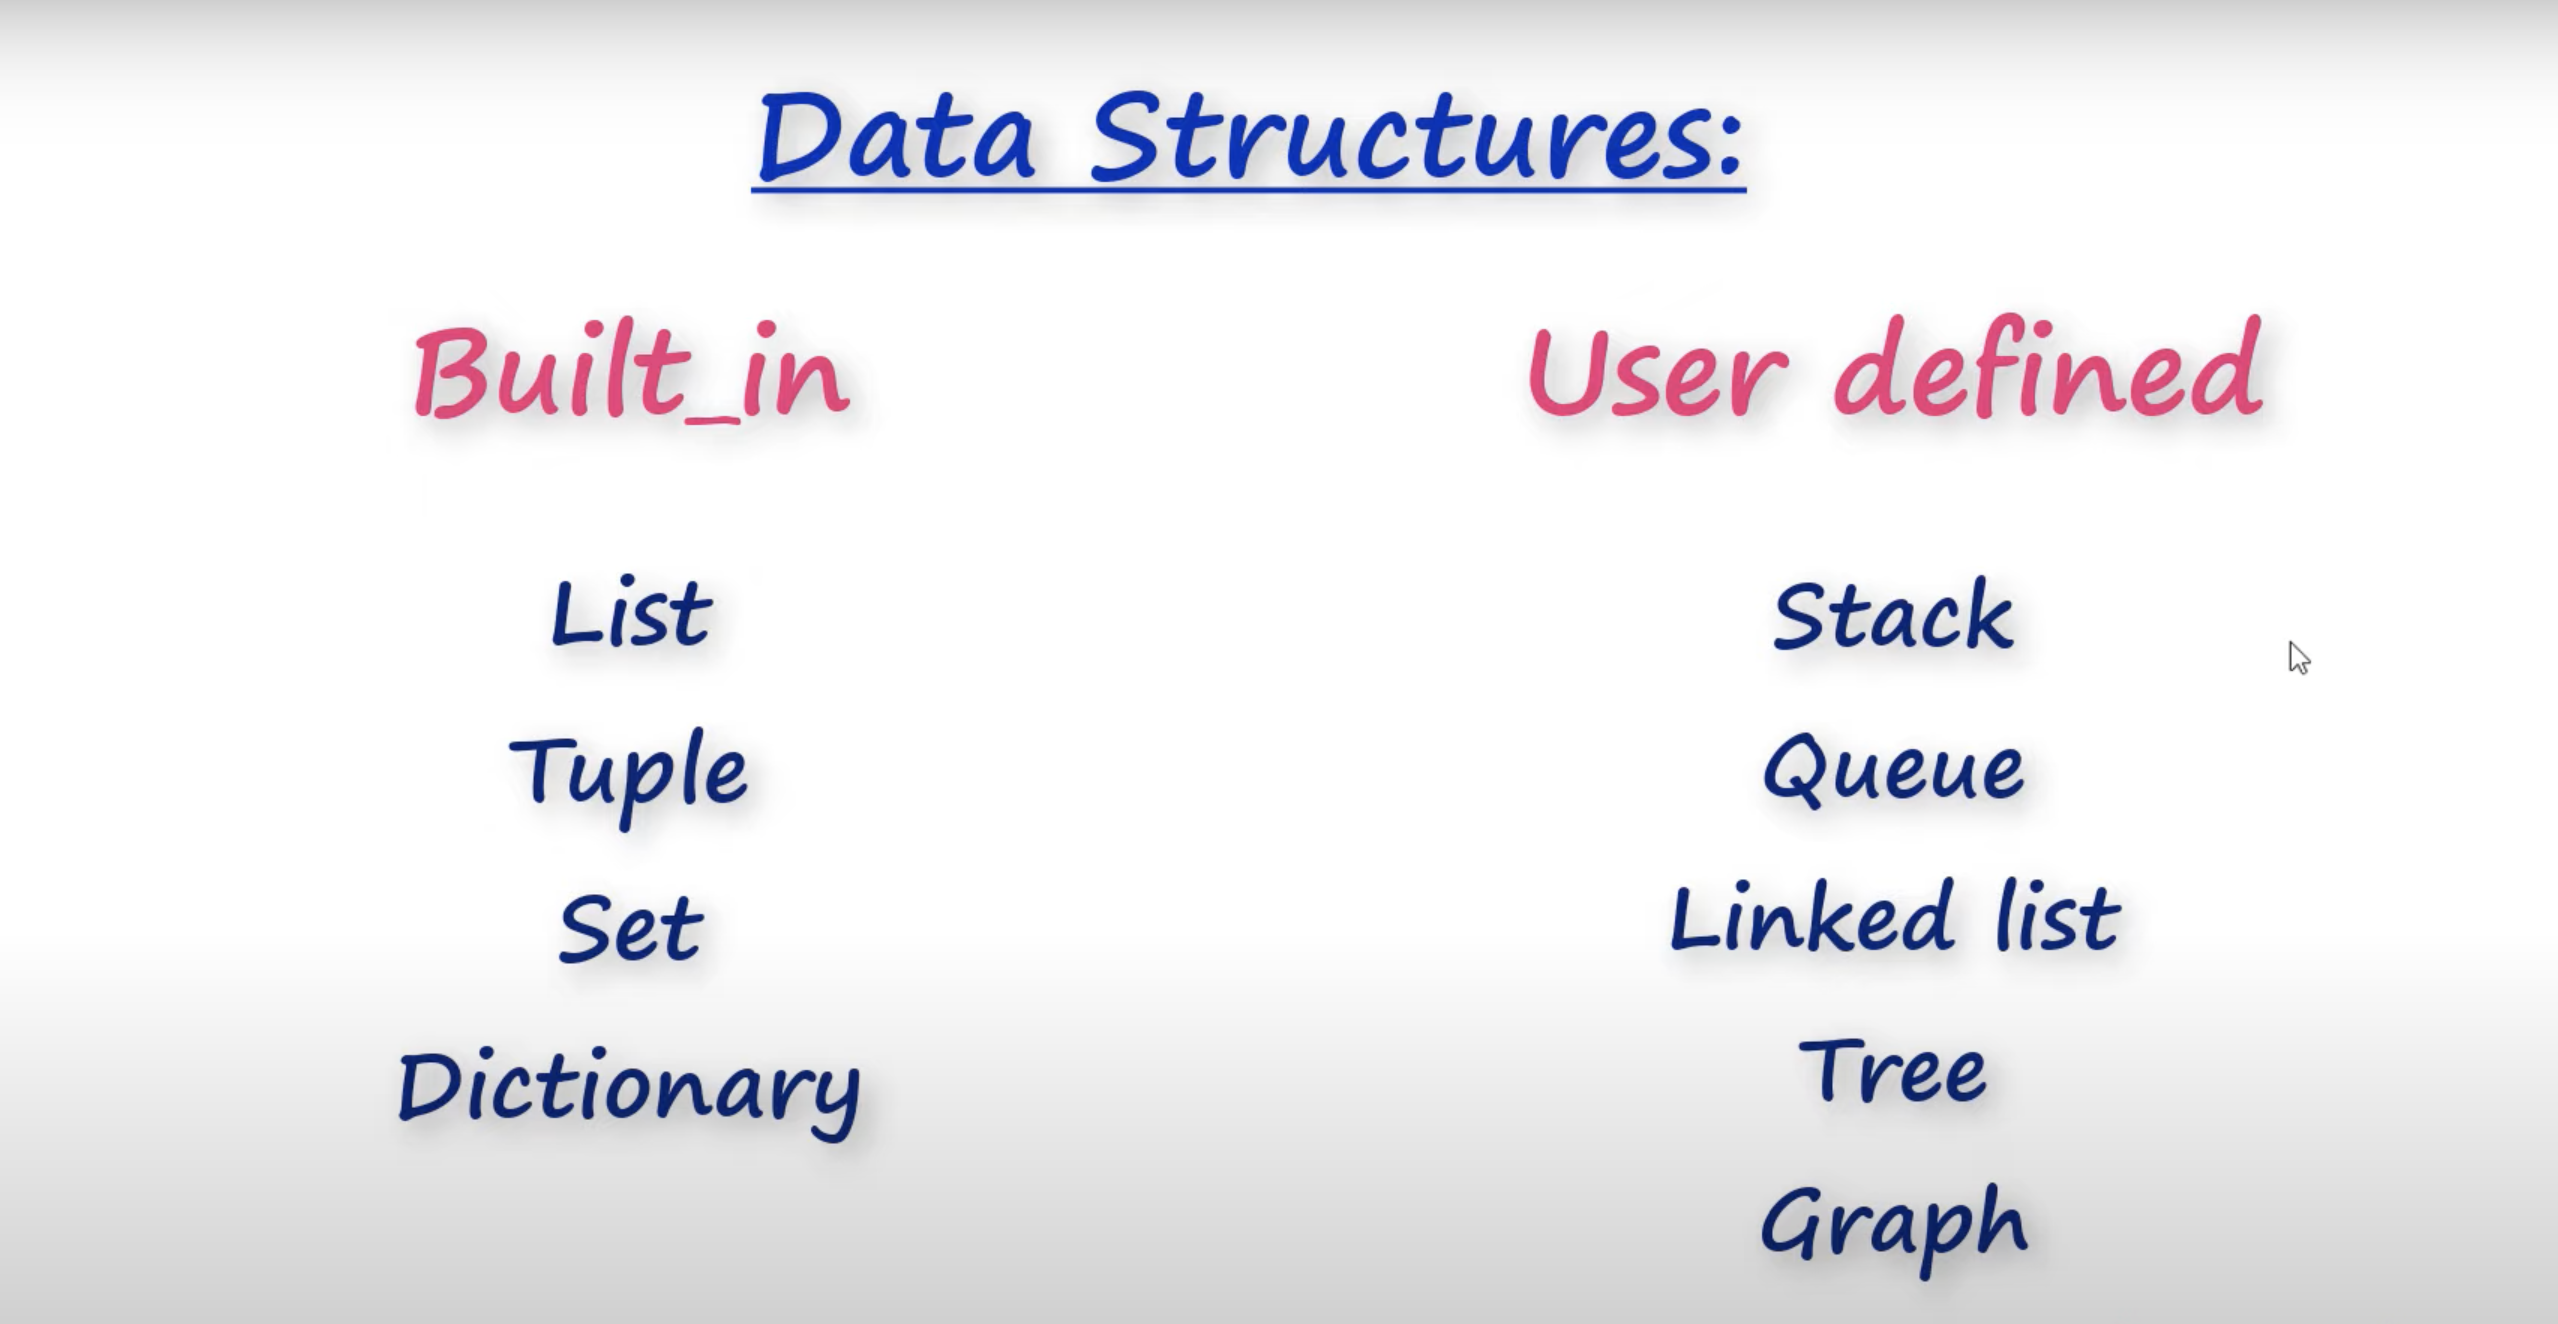 Data Structures:
Built_in
List
Tuple
Set
Dictionary
User defined
Stack
Queue
Linked list
Tree
Graph